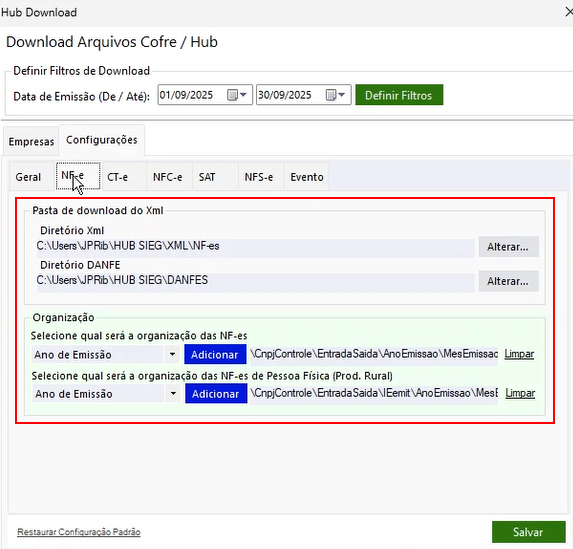 Hub Download
Download Arquivos Cofre / Hub
Definir Filtros de Download
Data de Emissão (De / Até): 01/09/2025 30/09/2025 Definir Filtros
Empresas Configurações
Geral NF-e CT-e NFC-e SAT NFS-e Evento
Pasta de download do Xml
Diretório Xml
C:\Users\JPRib\HUB SIEG\XML\NF-es Alterar...
Diretório DANFE
C:\Users\JPRib\HUB SIEG\DANFES Alterar...
Organização
Selecione qual será a organização das NF-es
Ano de Emissão Adicionar \CnpjControle\EntradaSaida\AnoEmissao\MesEmissao Limpar
Selecione qual será a organização das NF-es de Pessoa Física (Prod. Rural)
Ano de Emissão Adicionar \CnpjControle\EntradaSaida\IEemit\AnoEmissao\MesE Limpar
Restaurar Configuração Padrão Salvar